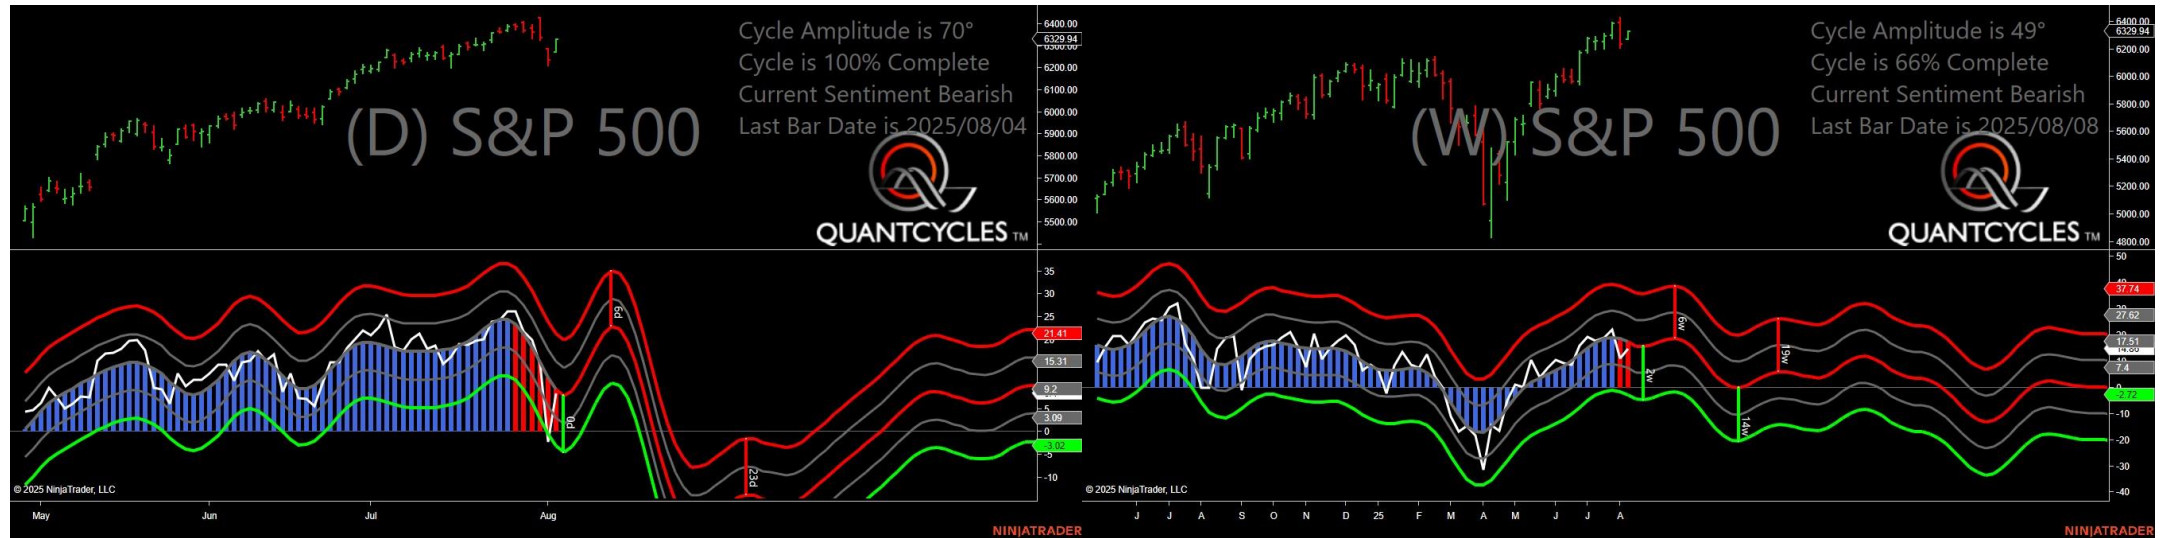 Cycle Amplitude is 70°
Cycle is 100% Complete
Current Sentiment Bearish
Last Bar Date is 2025/08/04
(D) S&P 500
QUANTCYCLES TM
6400.00
6329.94
6300.00
6200.00
6100.00
6000.00
5900.00
5800.00
5700.00
5600.00
5500.00
35
30
25
21.41
20
15.31
9.2
5
3.09
0
-3.02
-5
-10
6d
0d
23d
© 2025 NinjaTrader, LLC
May Jun Jul Aug
NINJATRADER
Cycle Amplitude is 49°
Cycle is 66% Complete
Current Sentiment Bearish
Last Bar Date is 2025/08/08
(W) S&P 500
QUANTCYCLES TM
6400.00
6329.94
6200.00
6000.00
5800.00
5600.00
5400.00
5200.00
5000.00
4800.00
50
37.74
27.62
17.51
7.4
0
-2.72
-10
-20
-30
-40
6w
2w
19w
14w
© 2025 NinjaTrader, LLC
J J A S O N D 25 F M A M J J A
NINJATRADER